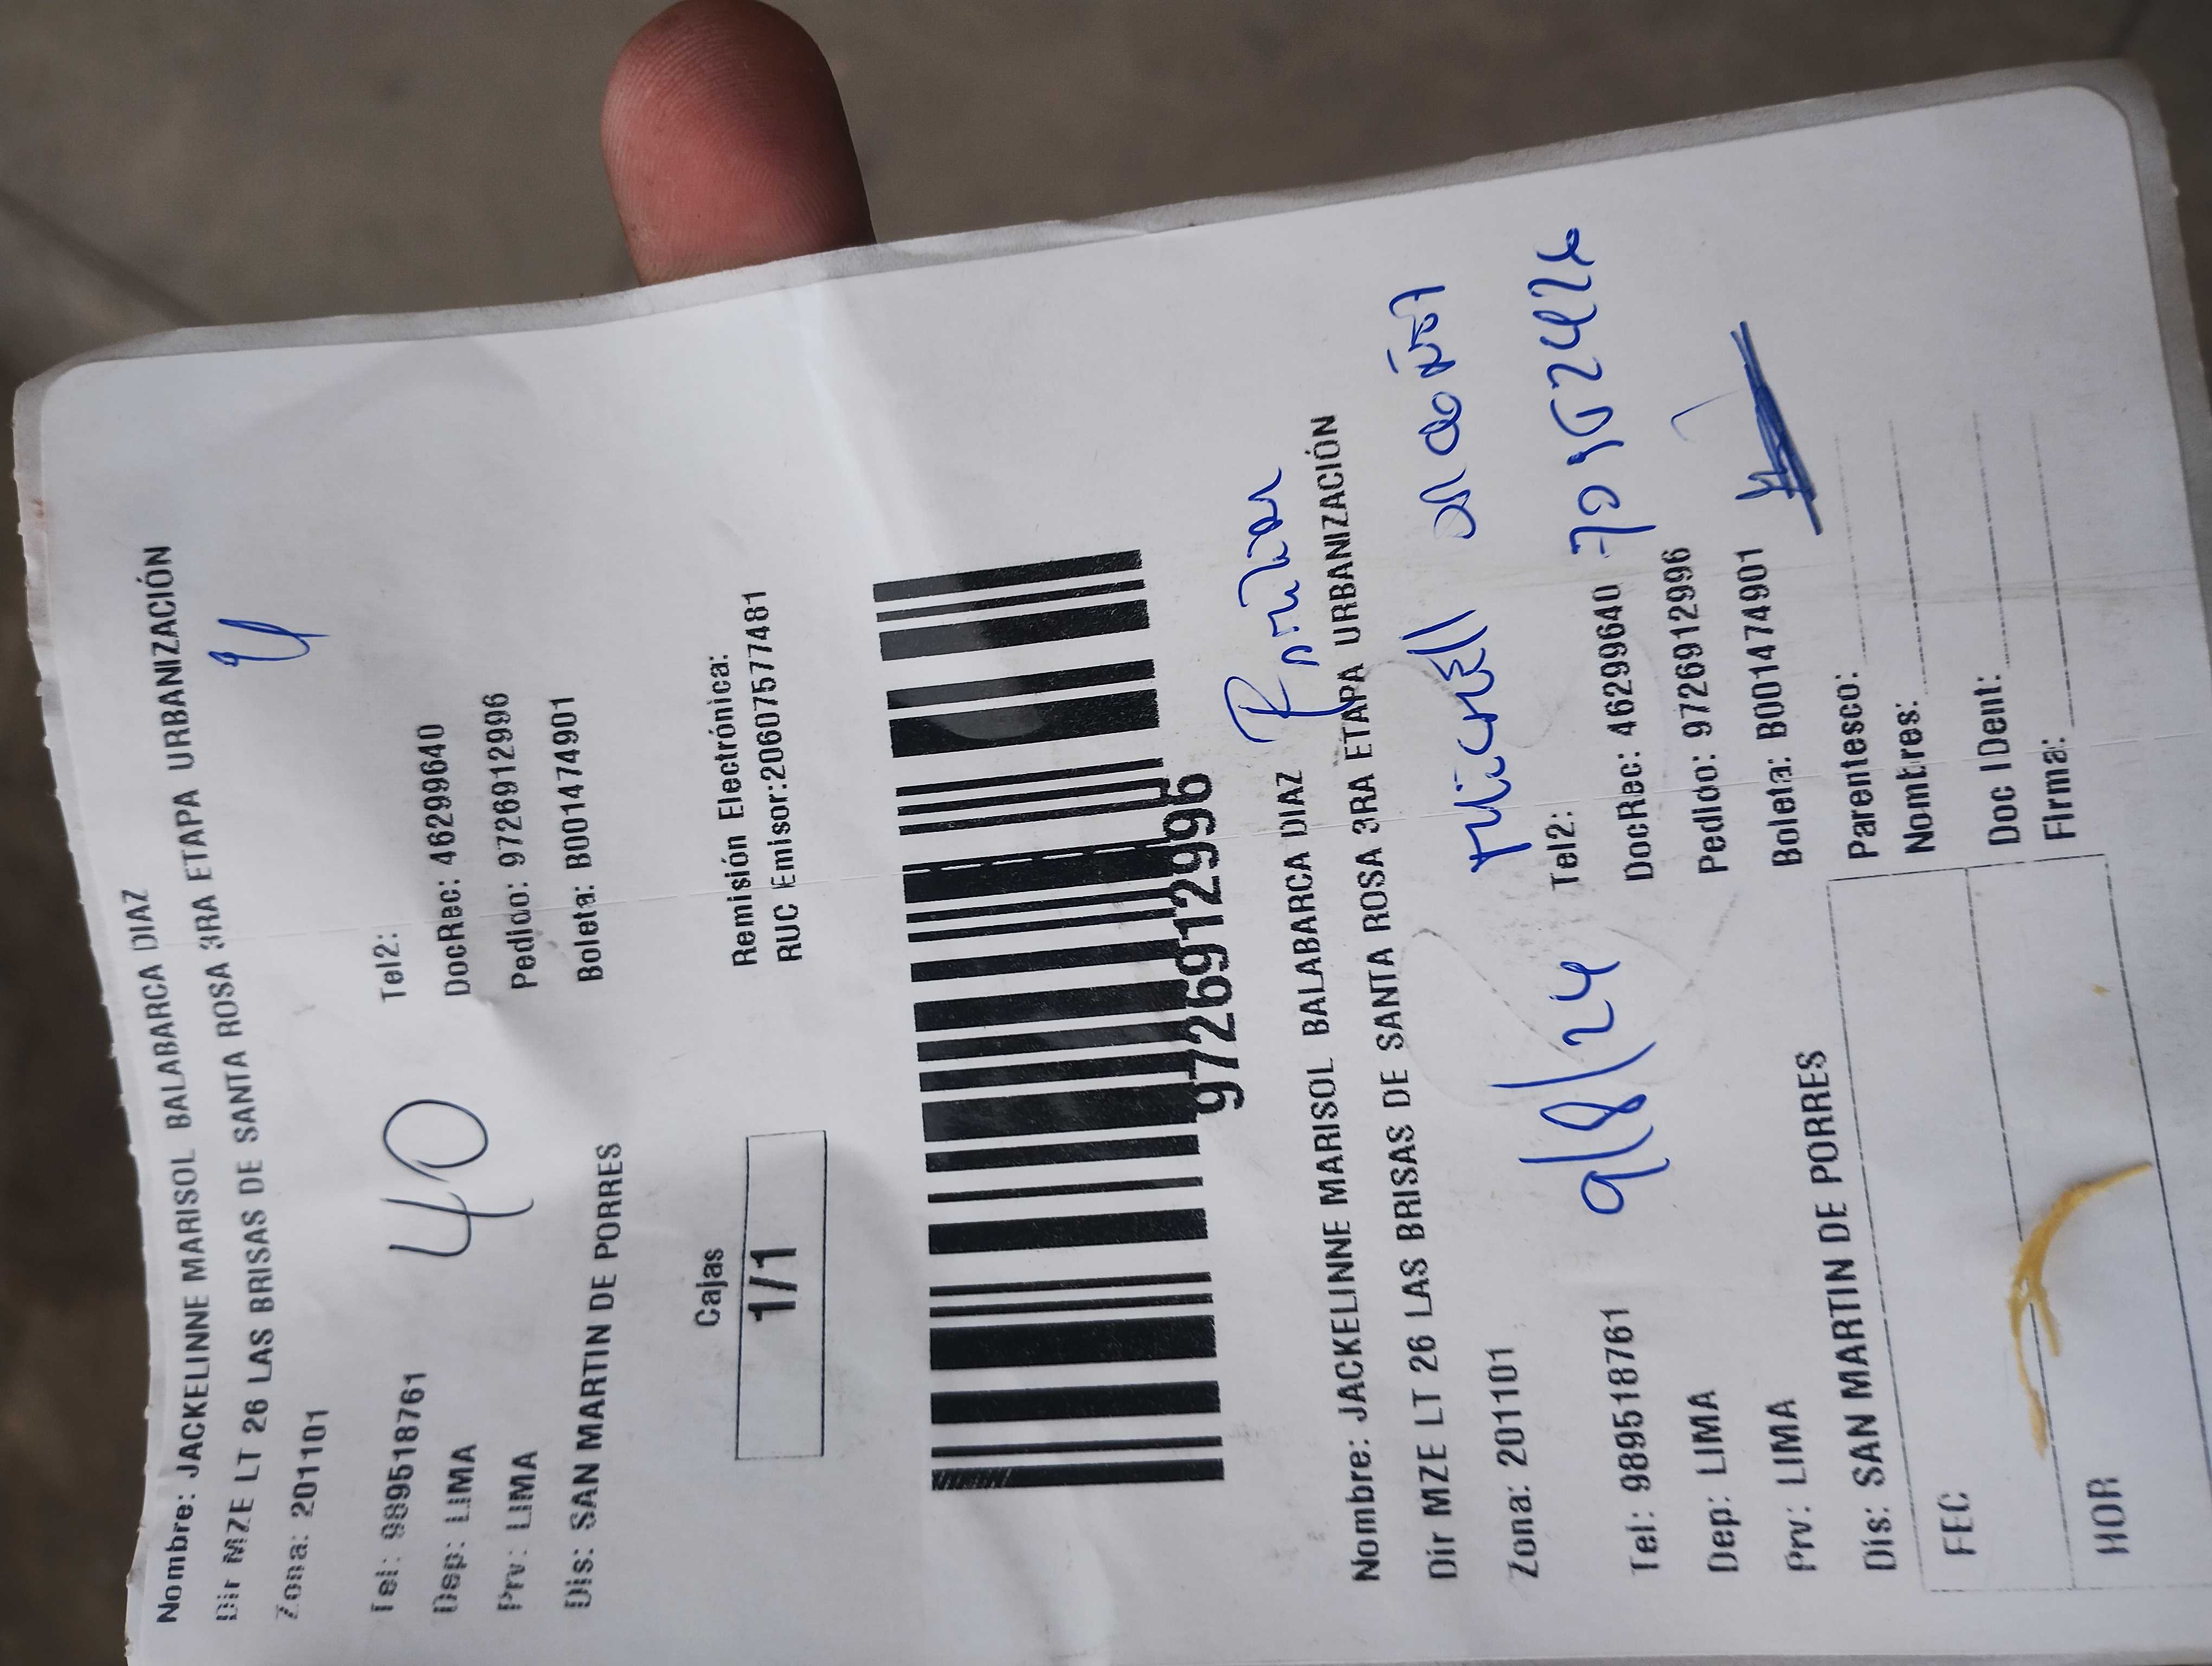 Nombre: JACKELINNE MARISOL BALABARCA DIAZ
Dir MZE LT 26 LAS BRISAS DE SANTA ROSA 3RA ETAPA URBANIZACIÓN
Zona: 201101
40
Tel: 989518761 Tel2:
Dep: LIMA DocRec: 46299640
Prv: LIMA Pedido: 972691 2996
Dis: SAN MARTIN DE PORRES Boleta: B001474901
Cajas
1/1
Remisión Electrónica:
RUC Emisor:20607577481
9726912996
Nombre: JACKELINNE MARISOL BALABARCA DIAZ
Dir MZE LT 26 LAS BRISAS DE SANTA ROSA 3RA ETAPA URBANIZACIÓN
Zona: 201101
9/8/24
Tel: 989518761 Tel2:
Dep: LIMA DocRec: 46299640
Prv: LIMA Pedido: 9726912996
Dis: SAN MARTIN DE PORRES Boleta: B001474901
FEC
HOR
Parentesco:
Nombres:
Doc IDent:
Firma: